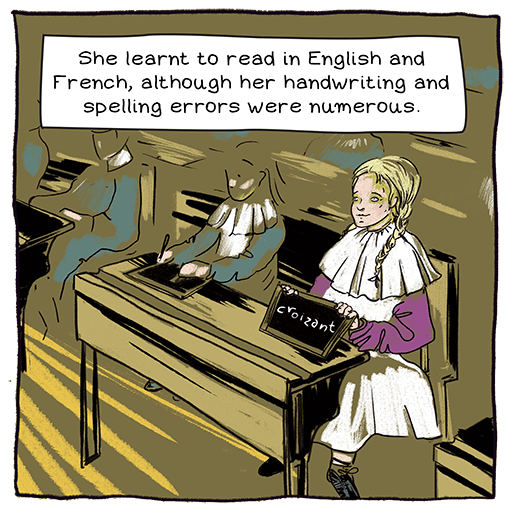 She learnt to read in English and
French, although her handwriting and
spelling errors were numerous.
croizant